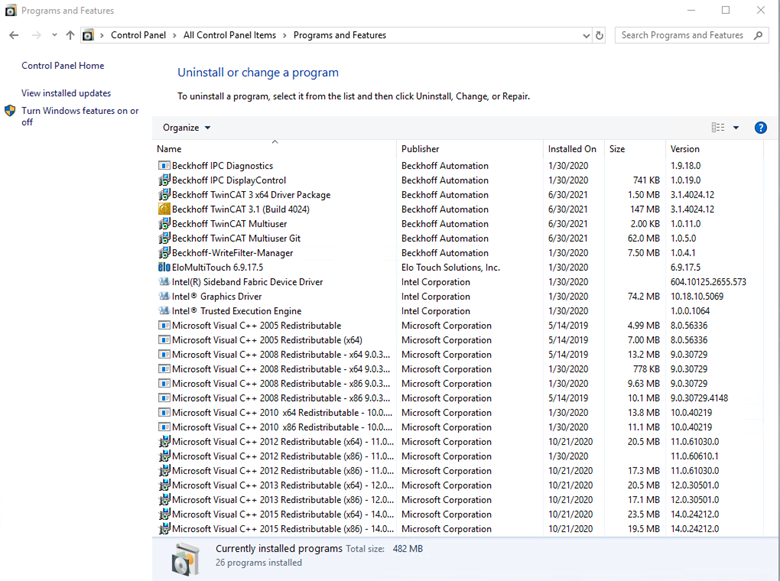 Programs and Features
Control Panel > All Control Panel Items > Programs and Features Search Programs and Features
Control Panel Home
View installed updates
Turn Windows features on or
off
Uninstall or change a program
To uninstall a program, select it from the list and then click Uninstall, Change, or Repair.
Organize
Name Publisher Installed On Size Version
Beckhoff IPC Diagnostics Beckhoff Automation 1/30/2020 1.9.18.0
Beckhoff IPC DisplayControl Beckhoff Automation 1/30/2020 741 KB 1.0.19.0
Beckhoff TwinCAT 3 x64 Driver Package Beckhoff Automation 6/30/2021 1.50 MB 3.1.4024.12
Beckhoff TwinCAT 3.1 (Build 4024) Beckhoff Automation 6/30/2021 147 MB 3.1.4024.12
Beckhoff TwinCAT Multiuser Beckhoff Automation 6/30/2021 2.00 KB 1.0.11.0
Beckhoff TwinCAT Multiuser Git Beckhoff Automation 6/30/2021 62.0 MB 1.0.5.0
Beckhoff-WriteFilter-Manager Beckhoff Automation 1/30/2020 7.50 MB 1.0.4.1
Elo EloMultiTouch 6.9.17.5 Elo Touch Solutions, Inc. 1/30/2020 6.9.17.5
Intel(R) Sideband Fabric Device Driver Intel Corporation 1/30/2020 604.10125.2655.573
Intel® Graphics Driver Intel Corporation 1/30/2020 74.2 MB 10.18.10.5069
Intel® Trusted Execution Engine Intel Corporation 1/30/2020 1.0.0.1064
Microsoft Visual C++ 2005 Redistributable Microsoft Corporation 5/14/2019 4.99 MB 8.0.56336
Microsoft Visual C++ 2005 Redistributable (x64) Microsoft Corporation 5/14/2019 7.00 MB 8.0.56336
Microsoft Visual C++ 2008 Redistributable - x64 9.0.3... Microsoft Corporation 5/14/2019 13.2 MB 9.0.30729
Microsoft Visual C++ 2008 Redistributable - x64 9.0.3... Microsoft Corporation 1/30/2020 778 KB 9.0.30729
Microsoft Visual C++ 2008 Redistributable - x86 9.0.3... Microsoft Corporation 1/30/2020 9.63 MB 9.0.30729
Microsoft Visual C++ 2008 Redistributable - x86 9.0.3... Microsoft Corporation 5/14/2019 10.1 MB 9.0.30729.4148
Microsoft Visual C++ 2010 x64 Redistributable - 10.0.... Microsoft Corporation 1/30/2020 13.8 MB 10.0.40219
Microsoft Visual C++ 2010 x86 Redistributable - 10.0.... Microsoft Corporation 1/30/2020 11.1 MB 10.0.40219
Microsoft Visual C++ 2012 Redistributable (x64) - 11.0... Microsoft Corporation 10/21/2020 20.5 MB 11.0.61030.0
Microsoft Visual C++ 2012 Redistributable (x86) - 11.0... Microsoft Corporation 1/30/2020 11.0.60610.1
Microsoft Visual C++ 2012 Redistributable (x86) - 11.0... Microsoft Corporation 10/21/2020 17.3 MB 11.0.61030.0
Microsoft Visual C++ 2013 Redistributable (x64) - 12.0... Microsoft Corporation 10/21/2020 20.5 MB 12.0.30501.0
Microsoft Visual C++ 2013 Redistributable (x86) - 12.0... Microsoft Corporation 10/21/2020 17.1 MB 12.0.30501.0
Microsoft Visual C++ 2015 Redistributable (x64) - 14.0... Microsoft Corporation 10/21/2020 23.5 MB 14.0.24212.0
Microsoft Visual C++ 2015 Redistributable (x86) - 14.0... Microsoft Corporation 10/21/2020 19.5 MB 14.0.24212.0
Currently installed programs Total size: 482 MB
26 programs installed